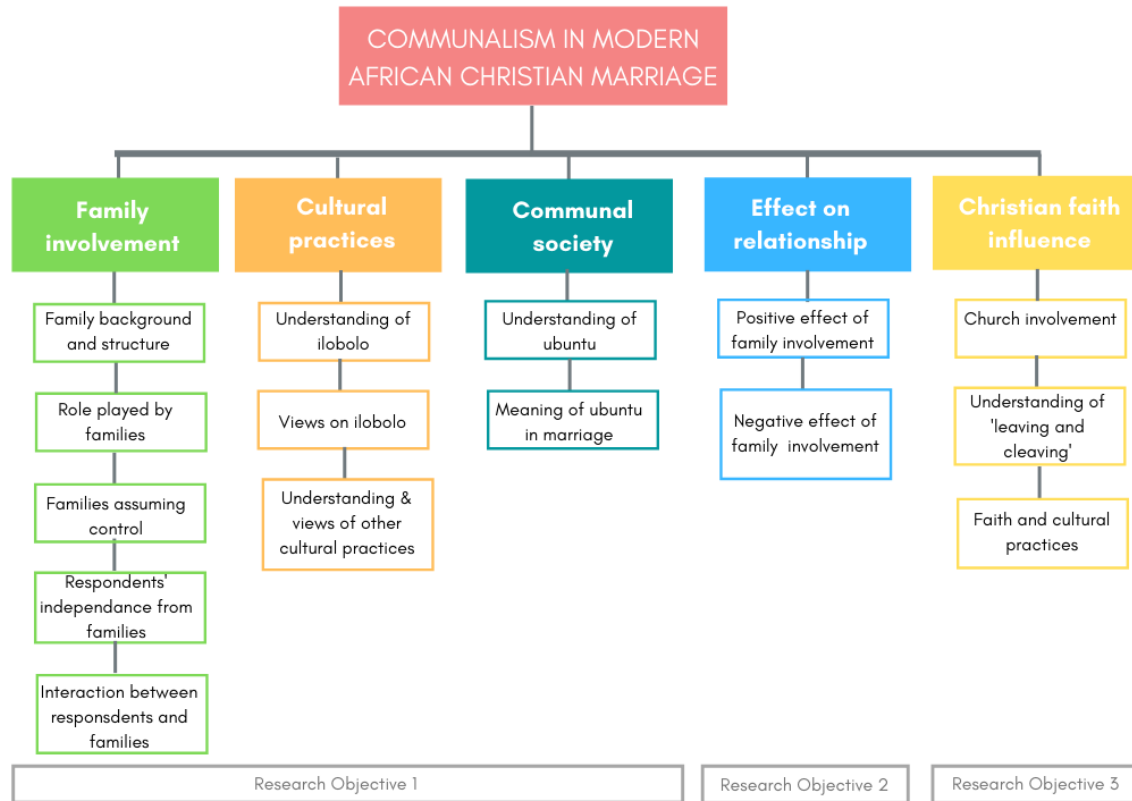 COMMUNALISM IN MODERN
AFRICAN CHRISTIAN MARRIAGE
Family
involvement
Family background
and structure
Role played by
families
Families assuming
control
Respondents'
independance from
families
Interaction between
responsdents and
families
Cultural
practices
Understanding of
ilobolo
Views on ilobolo
Understanding &
views of other
cultural practices
Communal
society
Understanding of
ubuntu
Meaning of ubuntu
in marriage
Effect on
relationship
Positive effect of
family involvement
Negative effect of
family involvement
Christian faith
influence
Church involvement
Understanding of
'leaving and
cleaving'
Faith and cultural
practices
Research Objective 1
Research Objective 2
Research Objective 3